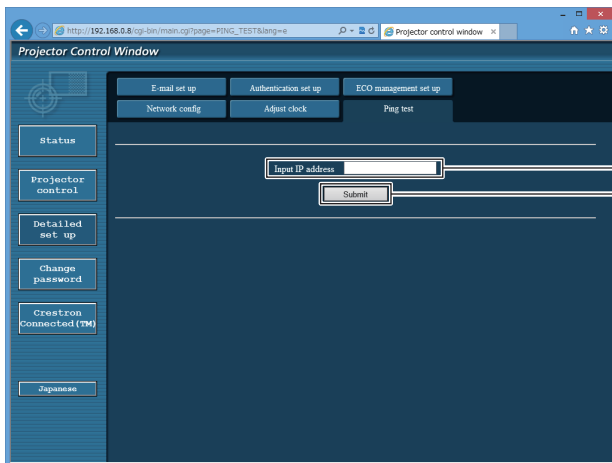 http://192.168.0.8/cgi-bin/main.cgi?page=PING_TEST&lang=e
Projector control window ×
Projector Control Window
E-mail set up
Authentication set up
ECO management set up
Network config
Adjust clock
Ping test
Status
Projector
control
Detailed
set up
Change
password
Crestron
Connected(TM)
Japanese
Input IP address
Submit